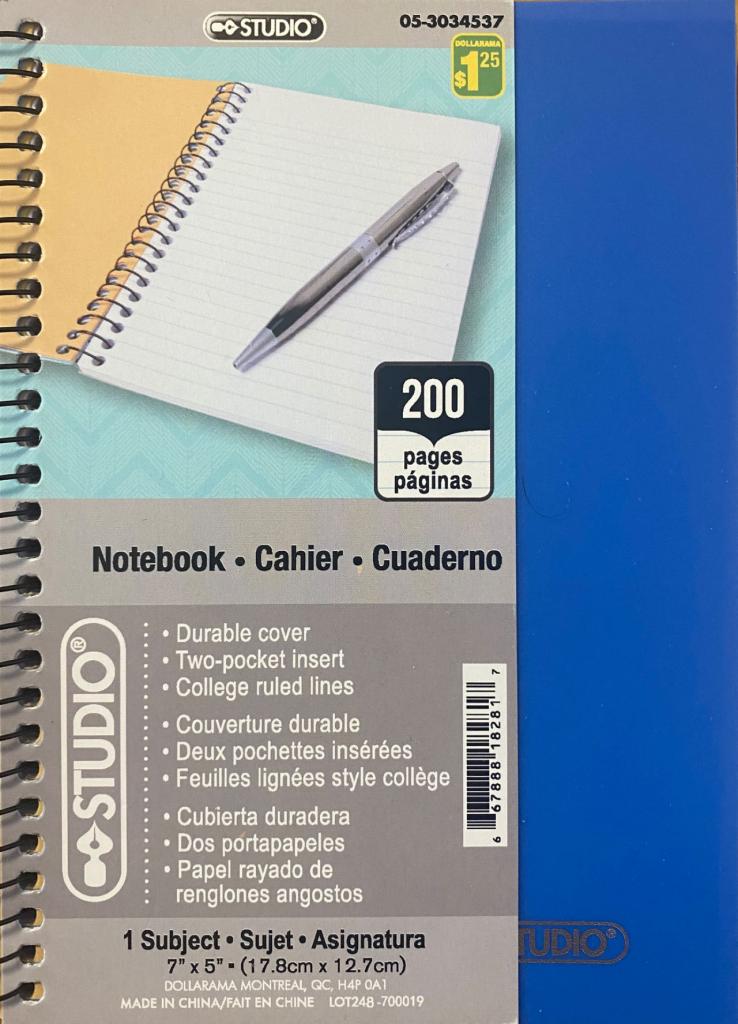 STUDIO®
05-3034537
DOLLARAMA
$1.25
200
pages
páginas
Notebook • Cahier • Cuaderno
STUDIO®
• Durable cover
• Two-pocket insert
• College ruled lines
• Couverture durable
• Deux pochettes insérées
• Feuilles lignées style collège
• Cubierta duradera
• Dos portapapeles
• Papel rayado de
renglones angostos
6 67888 18281 7
1 Subject • Sujet • Asignatura
7" x 5" - (17.8cm x 12.7cm)
DOLLARAMA MONTREAL, QC, H4P 0A1
MADE IN CHINA/FAIT EN CHINE LOT248-700019
TUDIO®